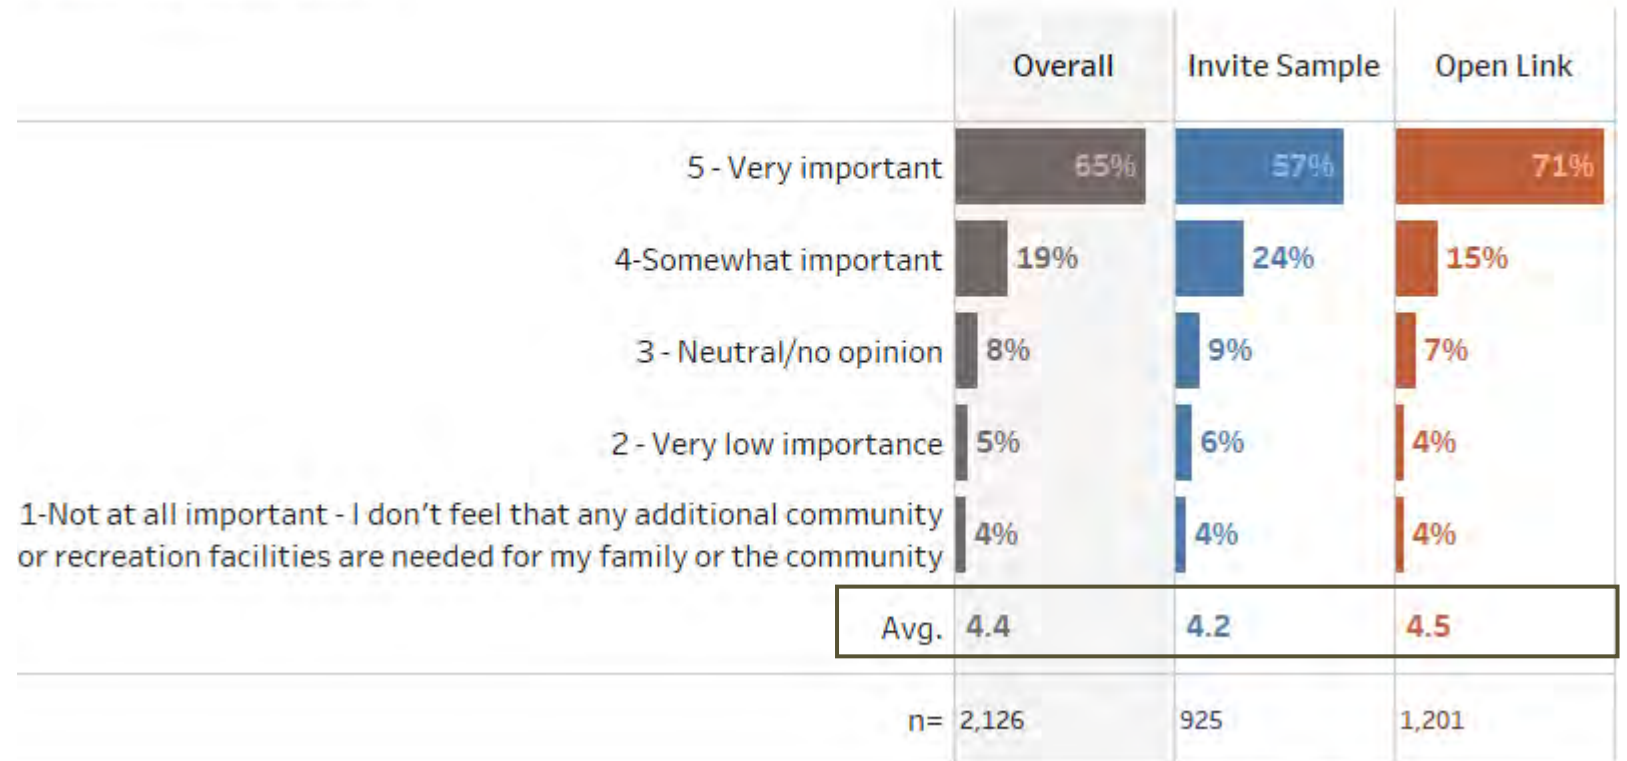 Overall Invite Sample Open Link
5 - Very important 65% 57% 71%
4-Somewhat important 19% 24% 15%
3 - Neutral/no opinion 8% 9% 7%
2 - Very low importance 5% 6% 4%
1-Not at all important - I don't feel that any additional community
or recreation facilities are needed for my family or the community 4% 4% 4%
Avg. 4.4 4.2 4.5
n= 2,126 925 1,201